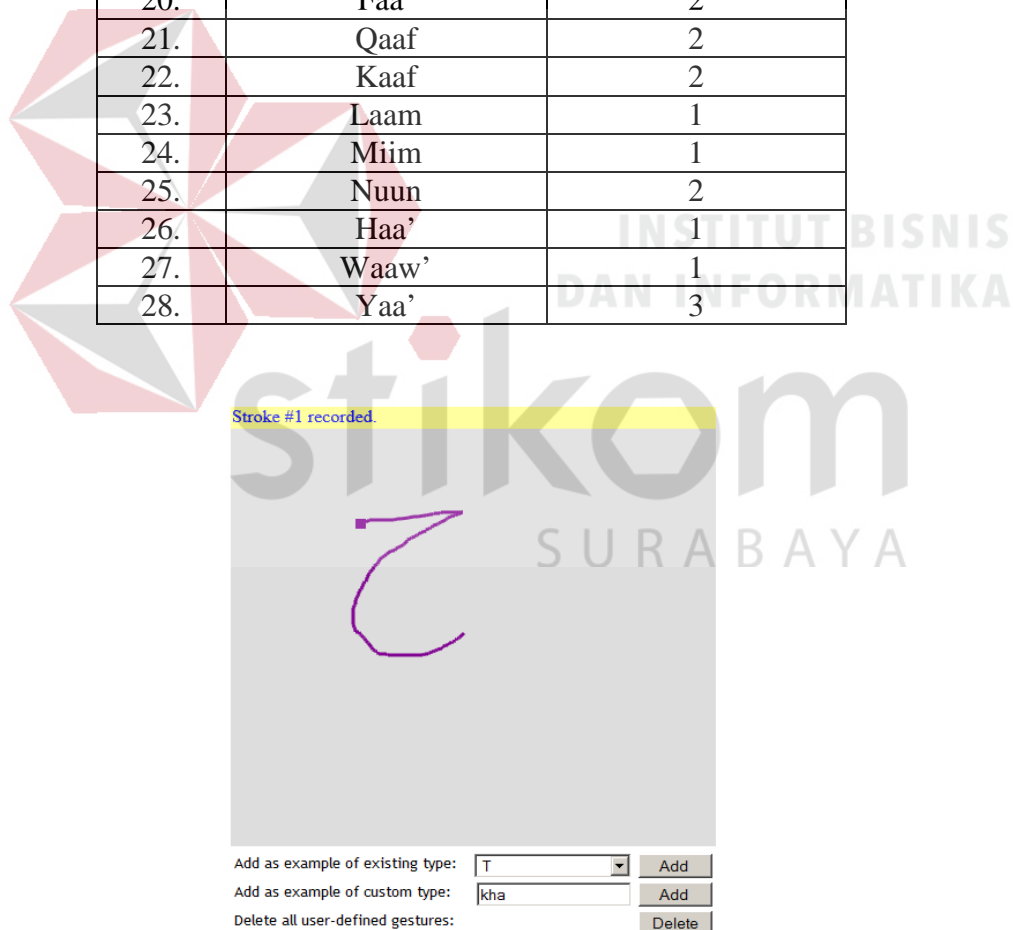 20. Faa 2
21. Qaaf 2
22. Kaaf 2
23. Laam 1
24. Miim 1
25. Nuun 2
26. Haa’ 1
27. Waaw’ 1
28. Yaa’ 3
INSTITUT BISNIS
DAN INFORMATIKA
stikom
SURABAYA
Stroke #1 recorded.
Add as example of existing type: T Add
Add as example of custom type: kha Add
Delete all user-defined gestures: Delete